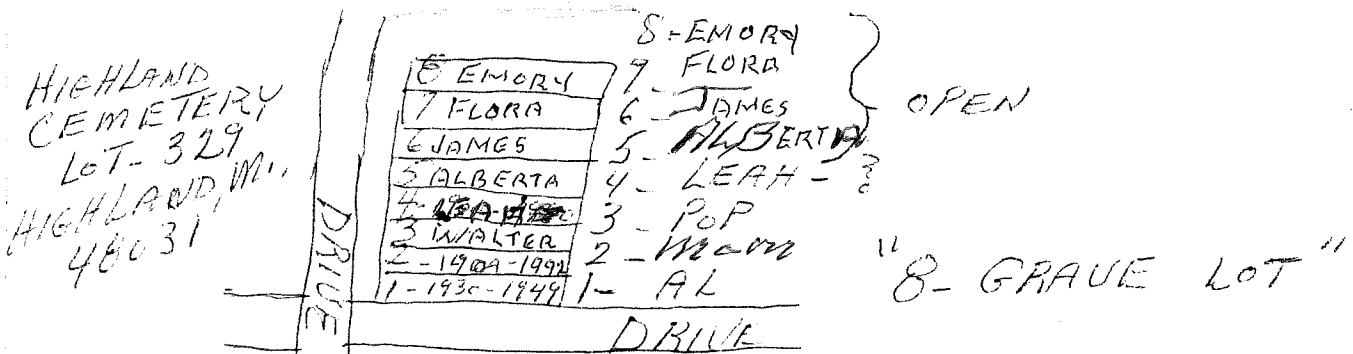 HIGHLAND
CEMETERY
LOT - 329
HIGHLAND, MI.,
48031
DRIVE
8 EMORY
7 FLORA
6 JAMES
5 ALBERTA
4 -
3 WALTER
2 - 1904-1992
1 - 1930-1949
8 - EMORY
7 - FLORA
6 - JAMES
5 - ALBERTA
4 - LEAH - ?
3 - POP
2 - Mom
1 - AL
OPEN
"8 - GRAVE LOT"
DRIVE